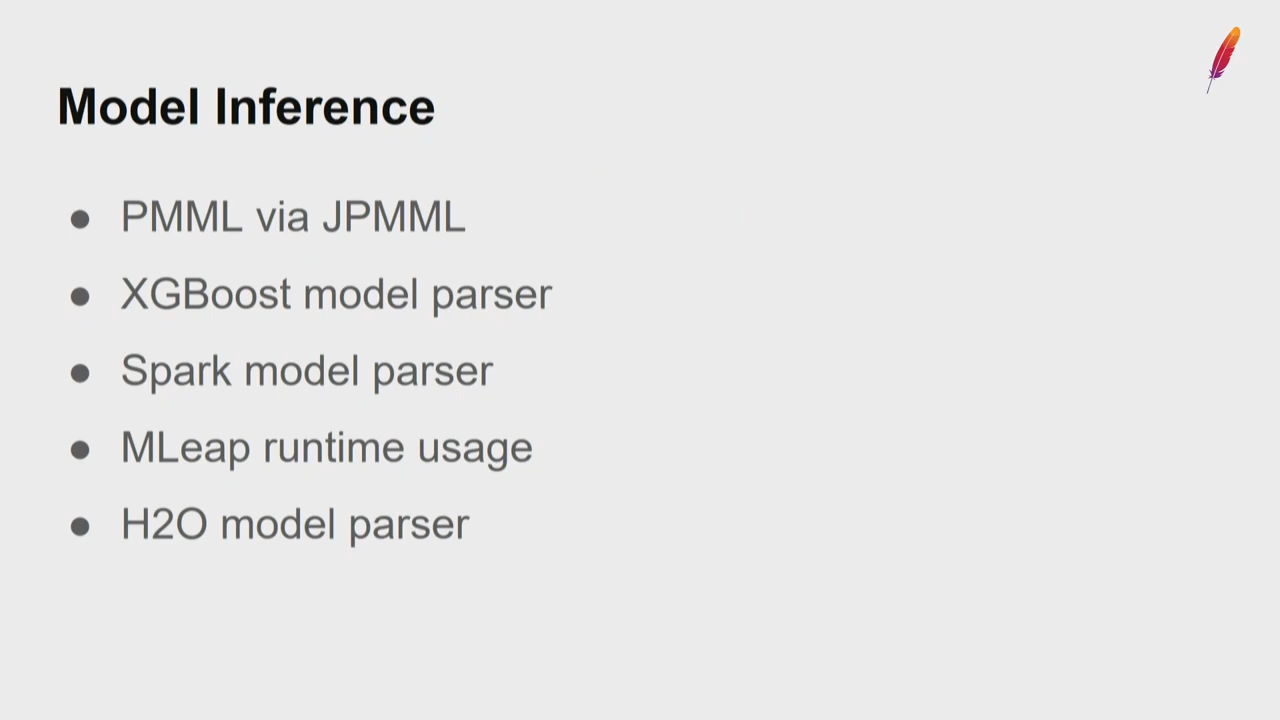 Model Inference
● PMML via JPMML
● XGBoost model parser
● Spark model parser
● MLeap runtime usage
● H2O model parser